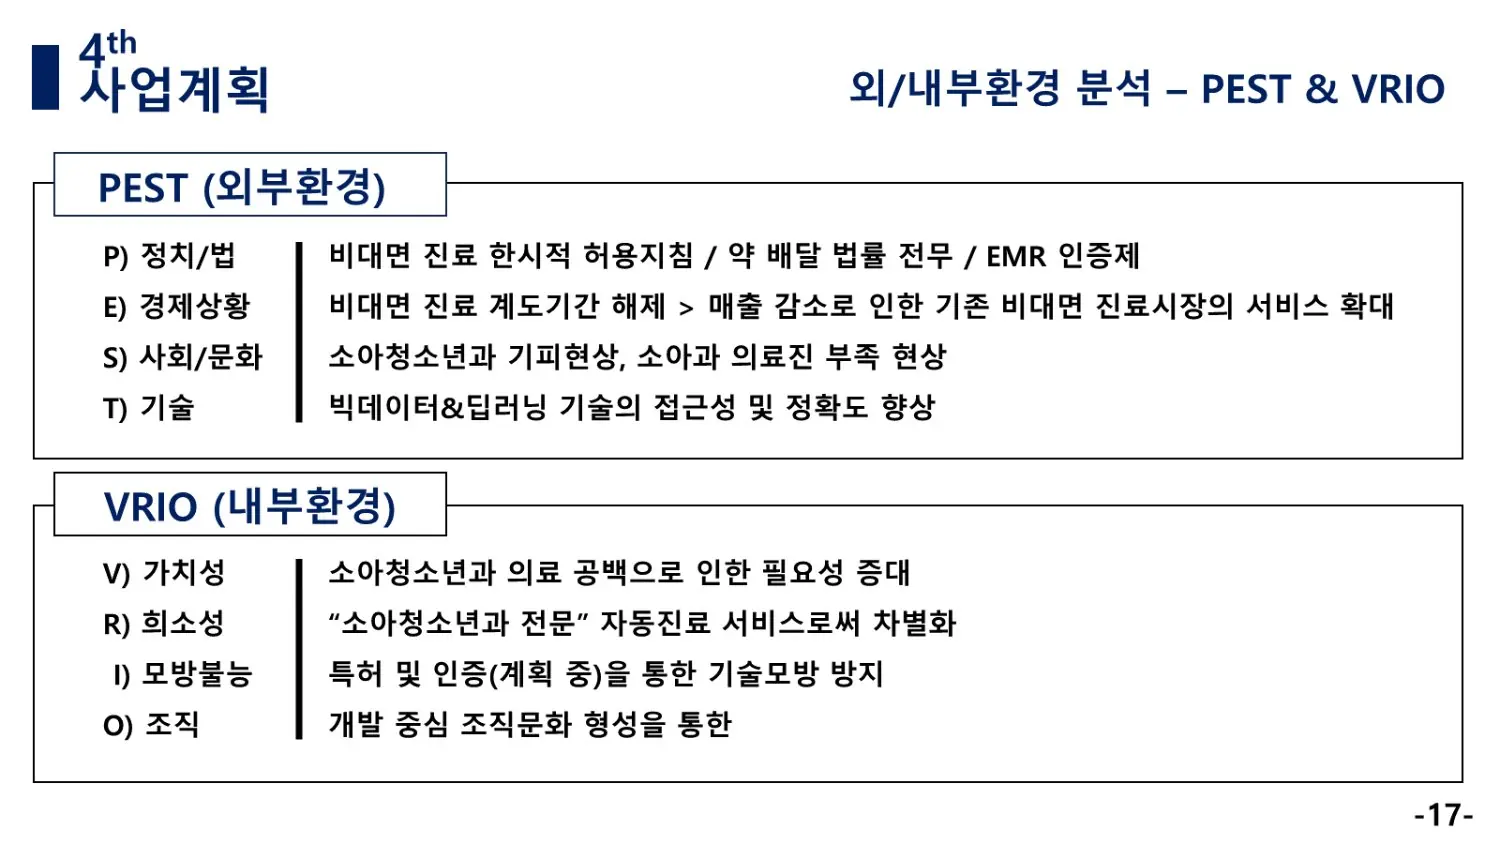 4th
사업계획
외/내부환경 분석 – PEST & VRIO
PEST (외부환경)
P) 정치/법 비대면 진료 한시적 허용지침 / 약 배달 법률 전무 / EMR 인증제
E) 경제상황 비대면 진료 계도기간 해제 > 매출 감소로 인한 기존 비대면 진료시장의 서비스 확대
S) 사회/문화 소아청소년과 기피현상, 소아과 의료진 부족 현상
T) 기술 빅데이터&딥러닝 기술의 접근성 및 정확도 향상
VRIO (내부환경)
V) 가치성 소아청소년과 의료 공백으로 인한 필요성 증대
R) 희소성 “소아청소년과 전문” 자동진료 서비스로써 차별화
I) 모방불능 특허 및 인증(계획 중)을 통한 기술모방 방지
O) 조직 개발 중심 조직문화 형성을 통한
-17-